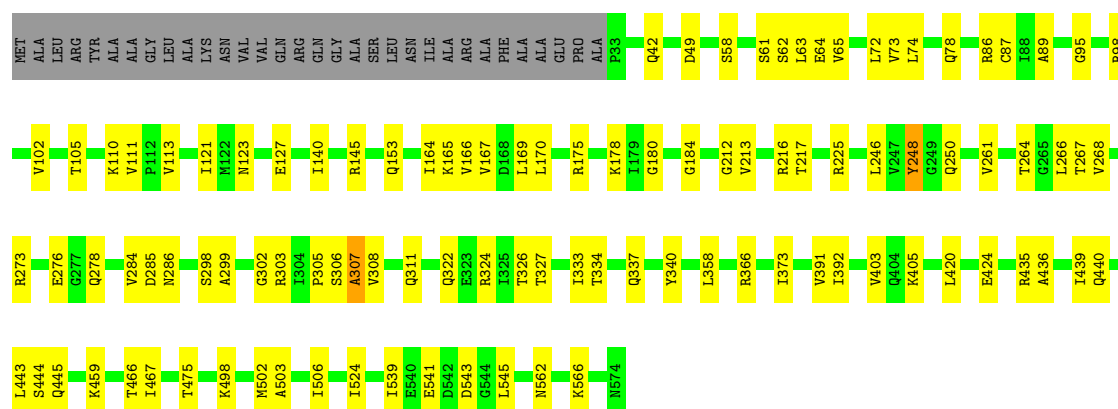 MET ALA LEU ARG TYR ALA ALA GLY LEU ALA LYS ASN VAL VAL GLN ARG GLN GLY ALA SER LEU ASN ILE ALA ARG ALA PHE ALA ALA GLU PRO ALA P33 Q42 D49 S58 S61 S62 L63 E64 V65 L72 V73 L74 Q78 R86 C87 I88 A89 G95
V102 T105 K110 V111 P112 V113 I121 M122 N123 E127 I140 R145 Q153 I164 K165 V166 V167 D168 L169 L170 R175 K178 I179 G180 G184 G212 V213 R216 T217 R225 L246 V247 Y248 G249 Q250 V261 T264 G265 L266 T267 V268
R273 E276 G277 Q278 V284 D285 N286 S298 A299 G302 R303 I304 P305 S306 A307 V308 Q311 Q322 E323 R324 I325 T326 T327 I333 T334 Q337 Y340 L358 R366 I373 V391 I392 V403 Q404 K405 L420 E424 R435 A436 I439 Q440
L443 S444 Q445 K459 T466 I467 T475 K498 M502 A503 I506 I524 I539 E540 E541 D542 D543 G544 L545 N562 K566 N574